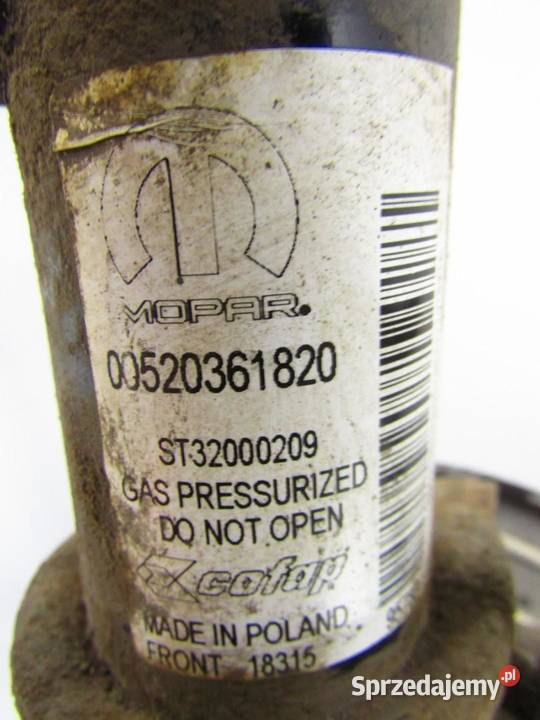 MOPAR.
00520361820
ST32000209
GAS PRESSURIZED
DO NOT OPEN
cofap
MADE IN POLAND
FRONT 18315
Sprzedajemy.pl